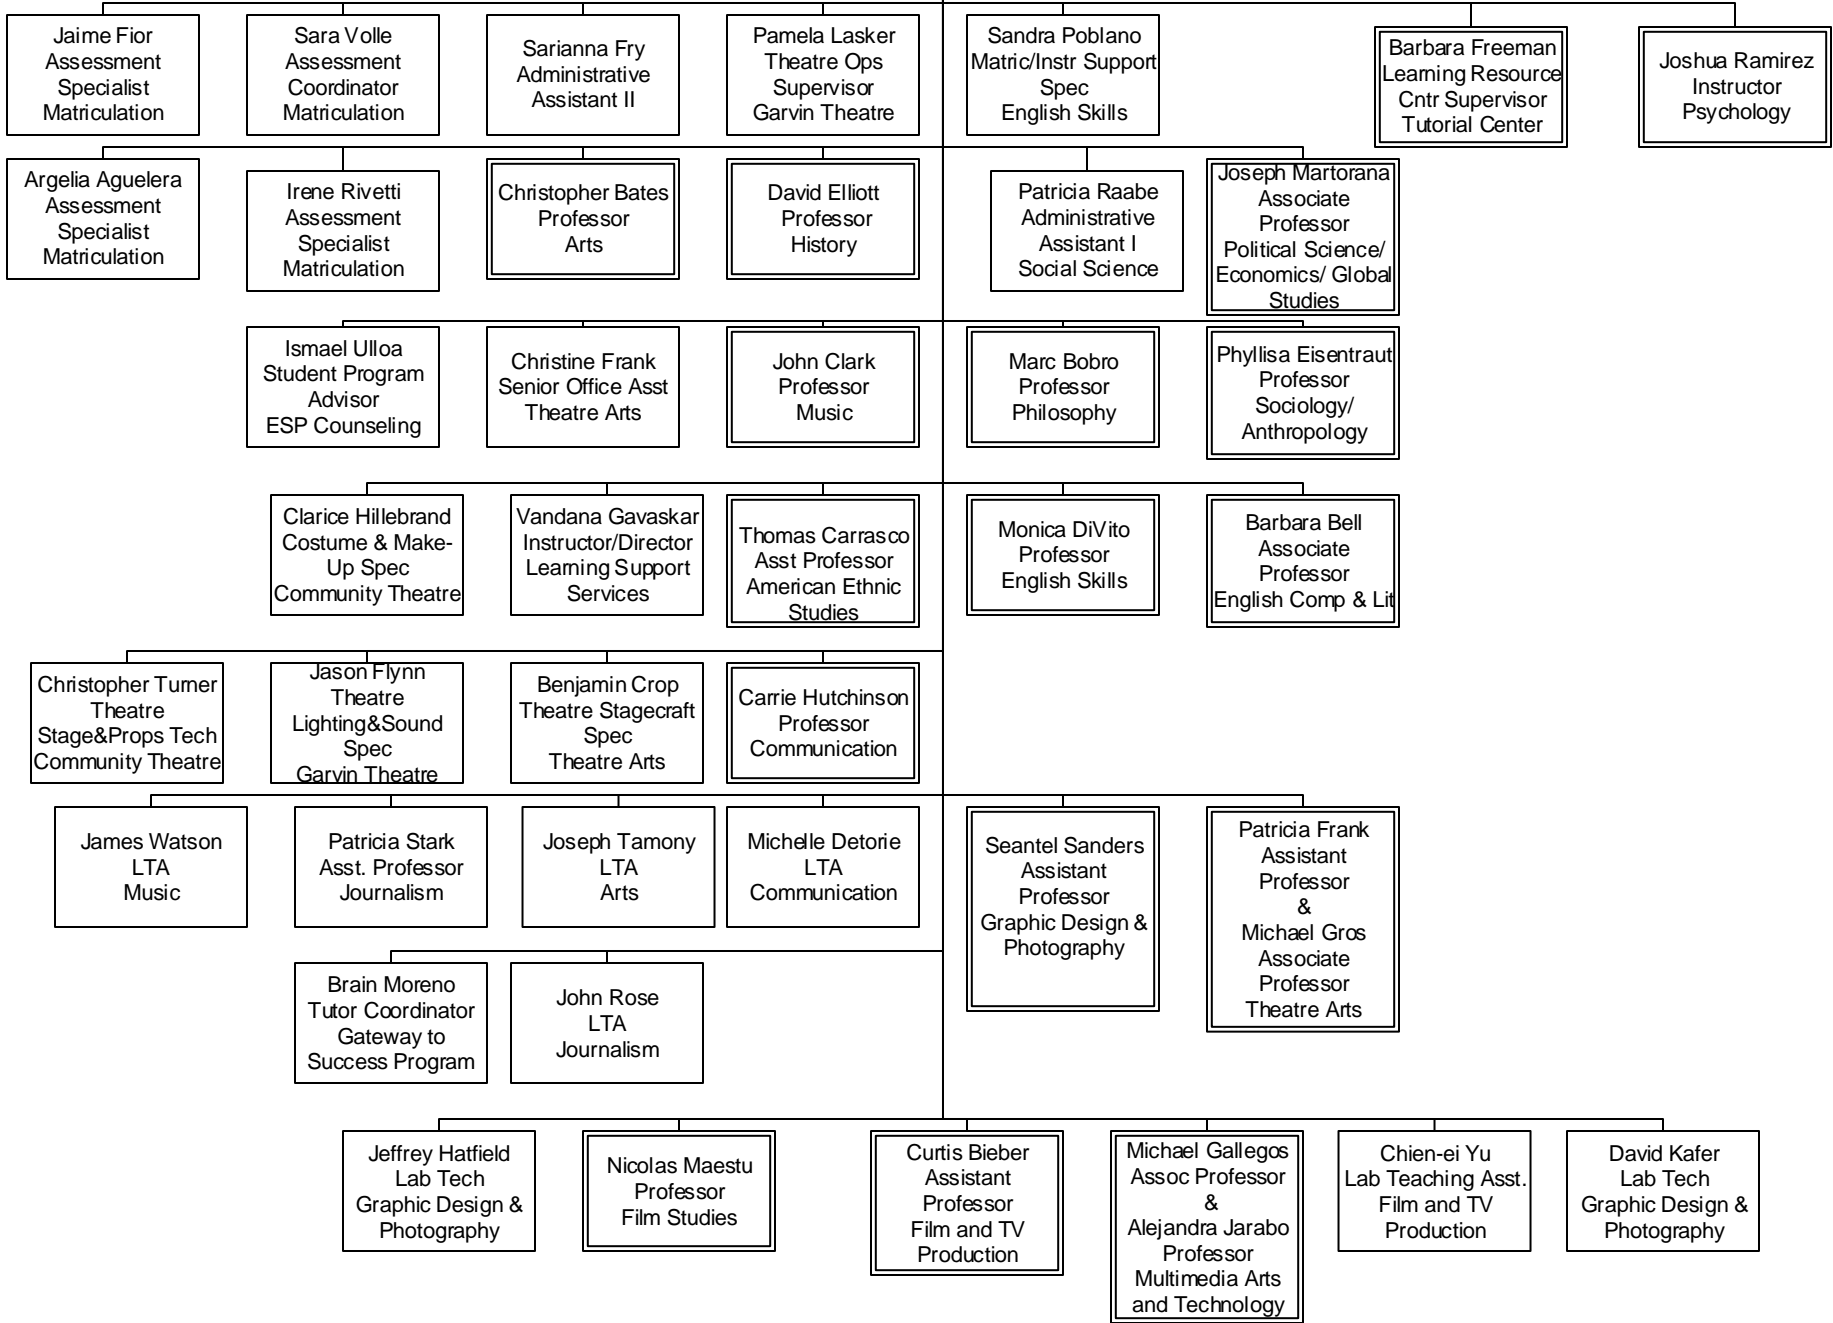 Jaime Fior
Assessment
Specialist
Matriculation
Sara Volle
Assessment
Coordinator
Matriculation
Sarianna Fry
Administrative
Assistant II
Pamela Lasker
Theatre Ops
Supervisor
Garvin Theatre
Sandra Poblano
Matric/Instr Support
Spec
English Skills
Barbara Freeman
Learning Resource
Cntr Supervisor
Tutorial Center
Joshua Ramirez
Instructor
Psychology
Argelia Aguelera
Assessment
Specialist
Matriculation
Irene Rivetti
Assessment
Specialist
Matriculation
Christopher Bates
Professor
Arts
David Elliott
Professor
History
Patricia Raabe
Administrative
Assistant I
Social Science
Joseph Martorana
Associate
Professor
Political Science/
Economics/ Global
Studies
Ismael Ulloa
Student Program
Advisor
ESP Counseling
Christine Frank
Senior Office Asst
Theatre Arts
John Clark
Professor
Music
Marc Bobro
Professor
Philosophy
Phyllisa Eisentraut
Professor
Sociology/
Anthropology
Clarice Hillebrand
Costume & Make-
Up Spec
Community Theatre
Vandana Gavaskar
Instructor/Director
Learning Support
Services
Thomas Carrasco
Asst Professor
American Ethnic
Studies
Monica DiVito
Professor
English Skills
Barbara Bell
Associate
Professor
English Comp & Lit
Christopher Turner
Theatre
Stage&Props Tech
Community Theatre
Jason Flynn
Theatre
Lighting&Sound
Spec
Garvin Theatre
Benjamin Crop
Theatre Stagecraft
Spec
Theatre Arts
Carrie Hutchinson
Professor
Communication
James Watson
LTA
Music
Patricia Stark
Asst. Professor
Journalism
Joseph Tamony
LTA
Arts
Michelle Detorie
LTA
Communication
Seantel Sanders
Assistant
Professor
Graphic Design &
Photography
Patricia Frank
Assistant
Professor
&
Michael Gros
Associate
Professor
Theatre Arts
Brain Moreno
Tutor Coordinator
Gateway to
Success Program
John Rose
LTA
Journalism
Jeffrey Hatfield
Lab Tech
Graphic Design &
Photography
Nicolas Maestu
Professor
Film Studies
Curtis Bieber
Assistant
Professor
Film and TV
Production
Michael Gallegos
Assoc Professor
&
Alejandra Jarabo
Professor
Multimedia Arts
and Technology
Chien-ei Yu
Lab Teaching Asst.
Film and TV
Production
David Kafer
Lab Tech
Graphic Design &
Photography